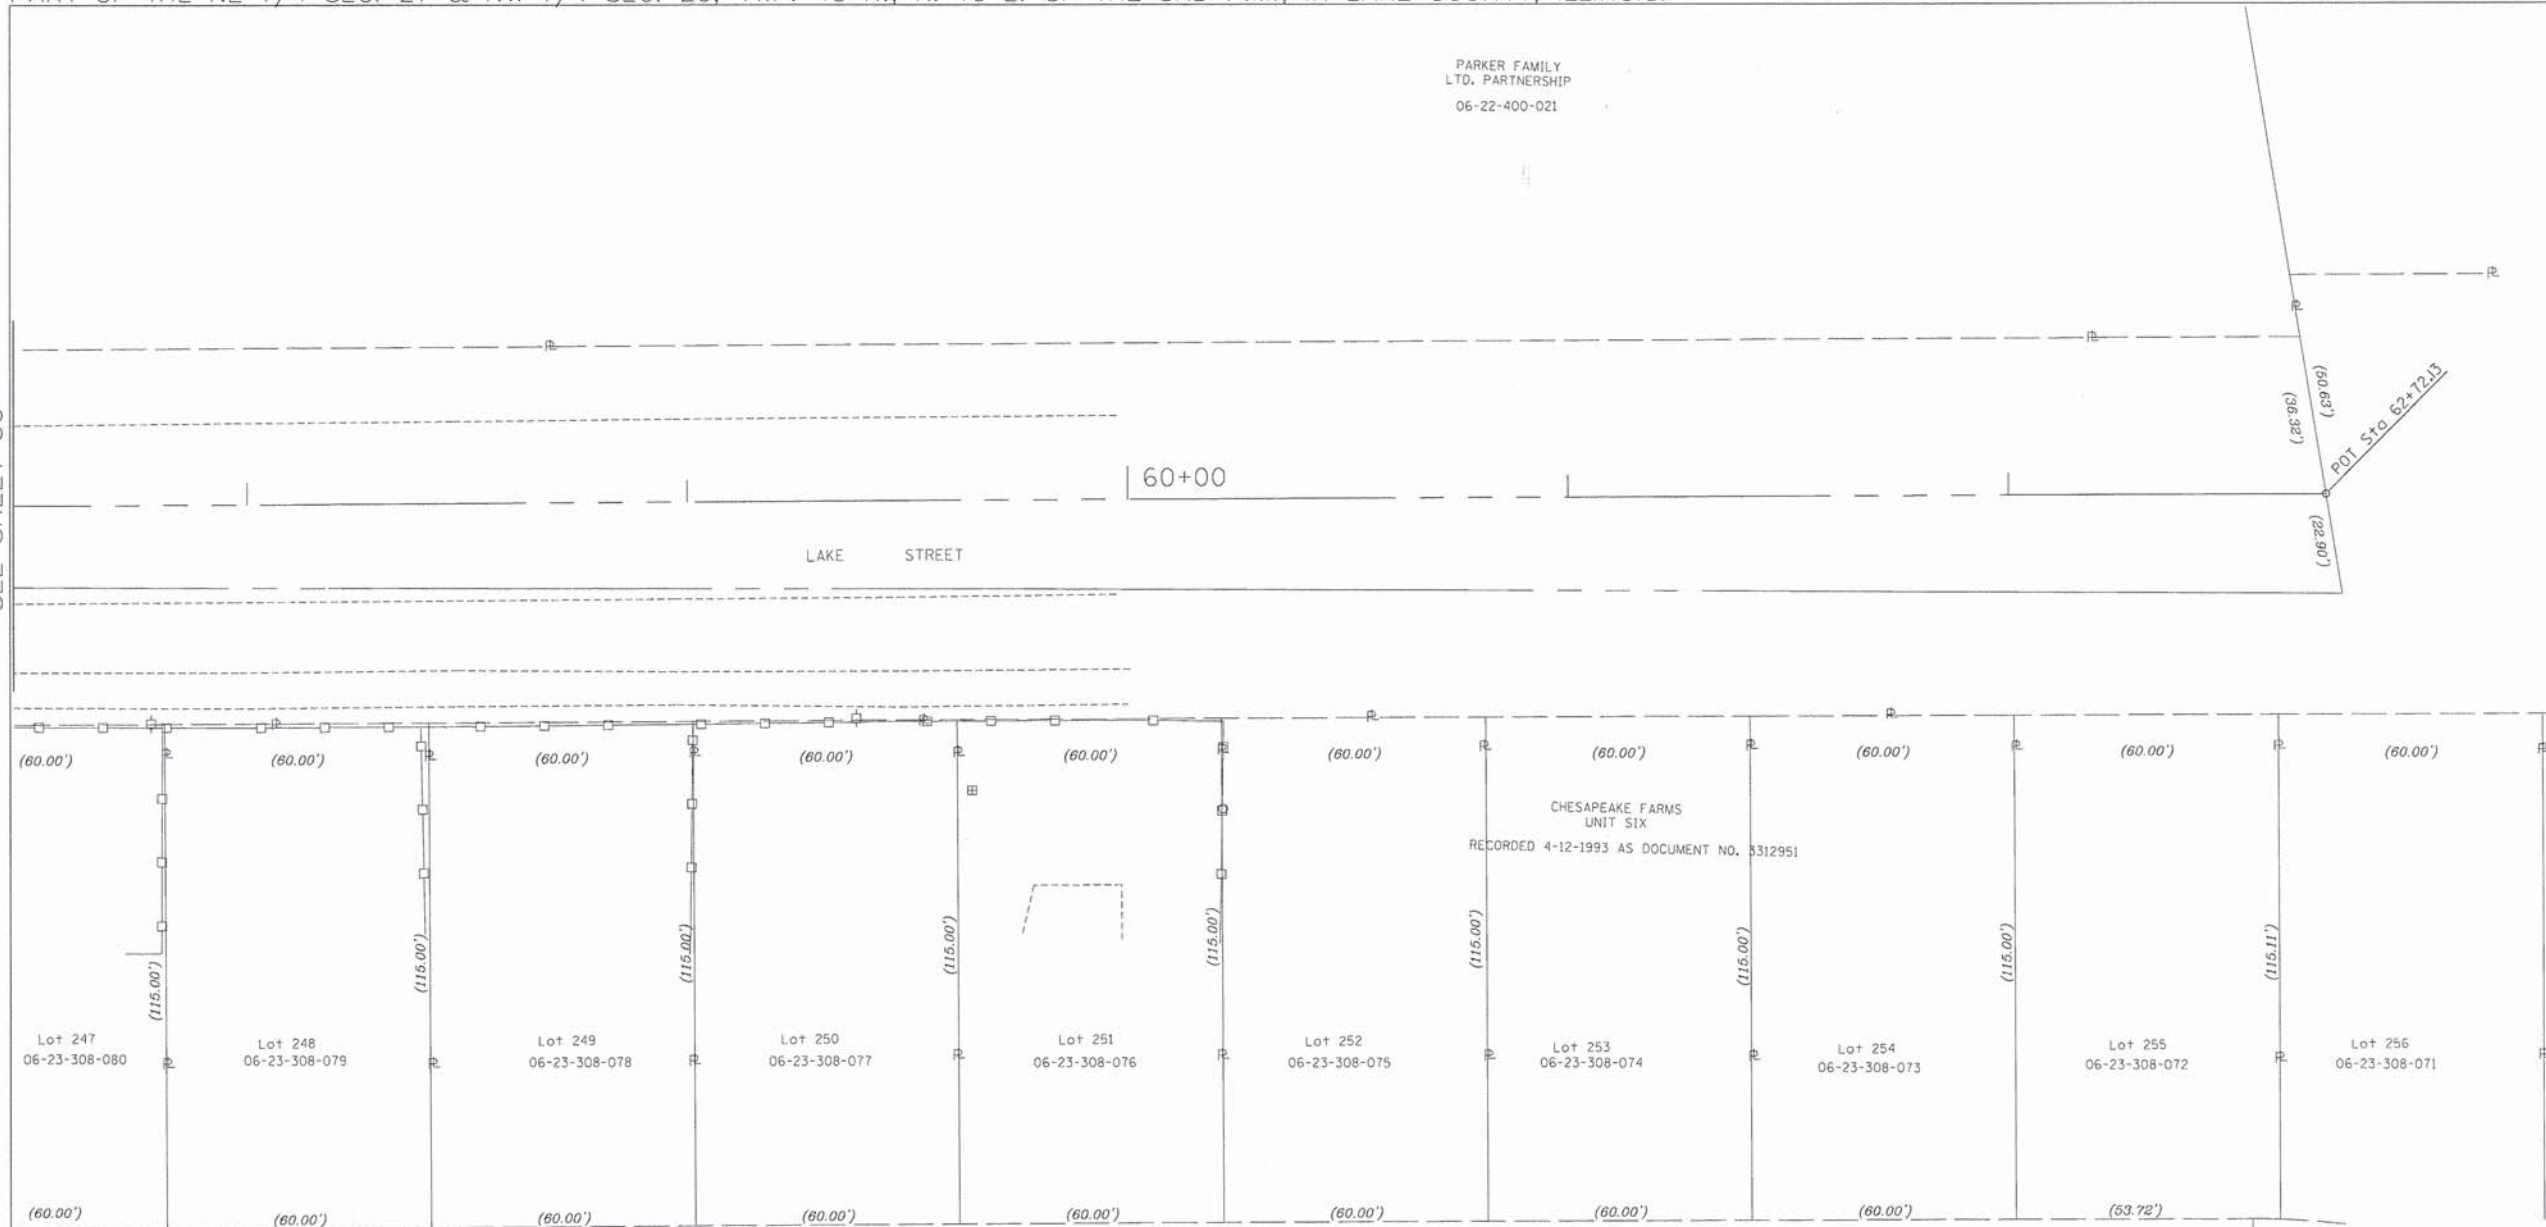 PARKER FAMILY
LTD. PARTNERSHIP
06-22-400-021
(50.63')
(36.32')
POT Sta 62+72.13
60+00
(22.90')
LAKE STREET
(60.00') (60.00') (60.00') (60.00') (60.00') (60.00') (60.00') (60.00') (60.00') (60.00')
CHESAPEAKE FARMS
UNIT SIX
RECORDED 4-12-1993 AS DOCUMENT NO. 3312951
(115.00') (115.00') (115.00') (115.00') (115.00') (115.00') (115.00') (115.00') (115.11')
Lot 247
06-23-308-080
Lot 248
06-23-308-079
Lot 249
06-23-308-078
Lot 250
06-23-308-077
Lot 251
06-23-308-076
Lot 252
06-23-308-075
Lot 253
06-23-308-074
Lot 254
06-23-308-073
Lot 255
06-23-308-072
Lot 256
06-23-308-071
(60.00') (60.00') (60.00') (60.00') (60.00') (60.00') (60.00') (60.00') (53.72')